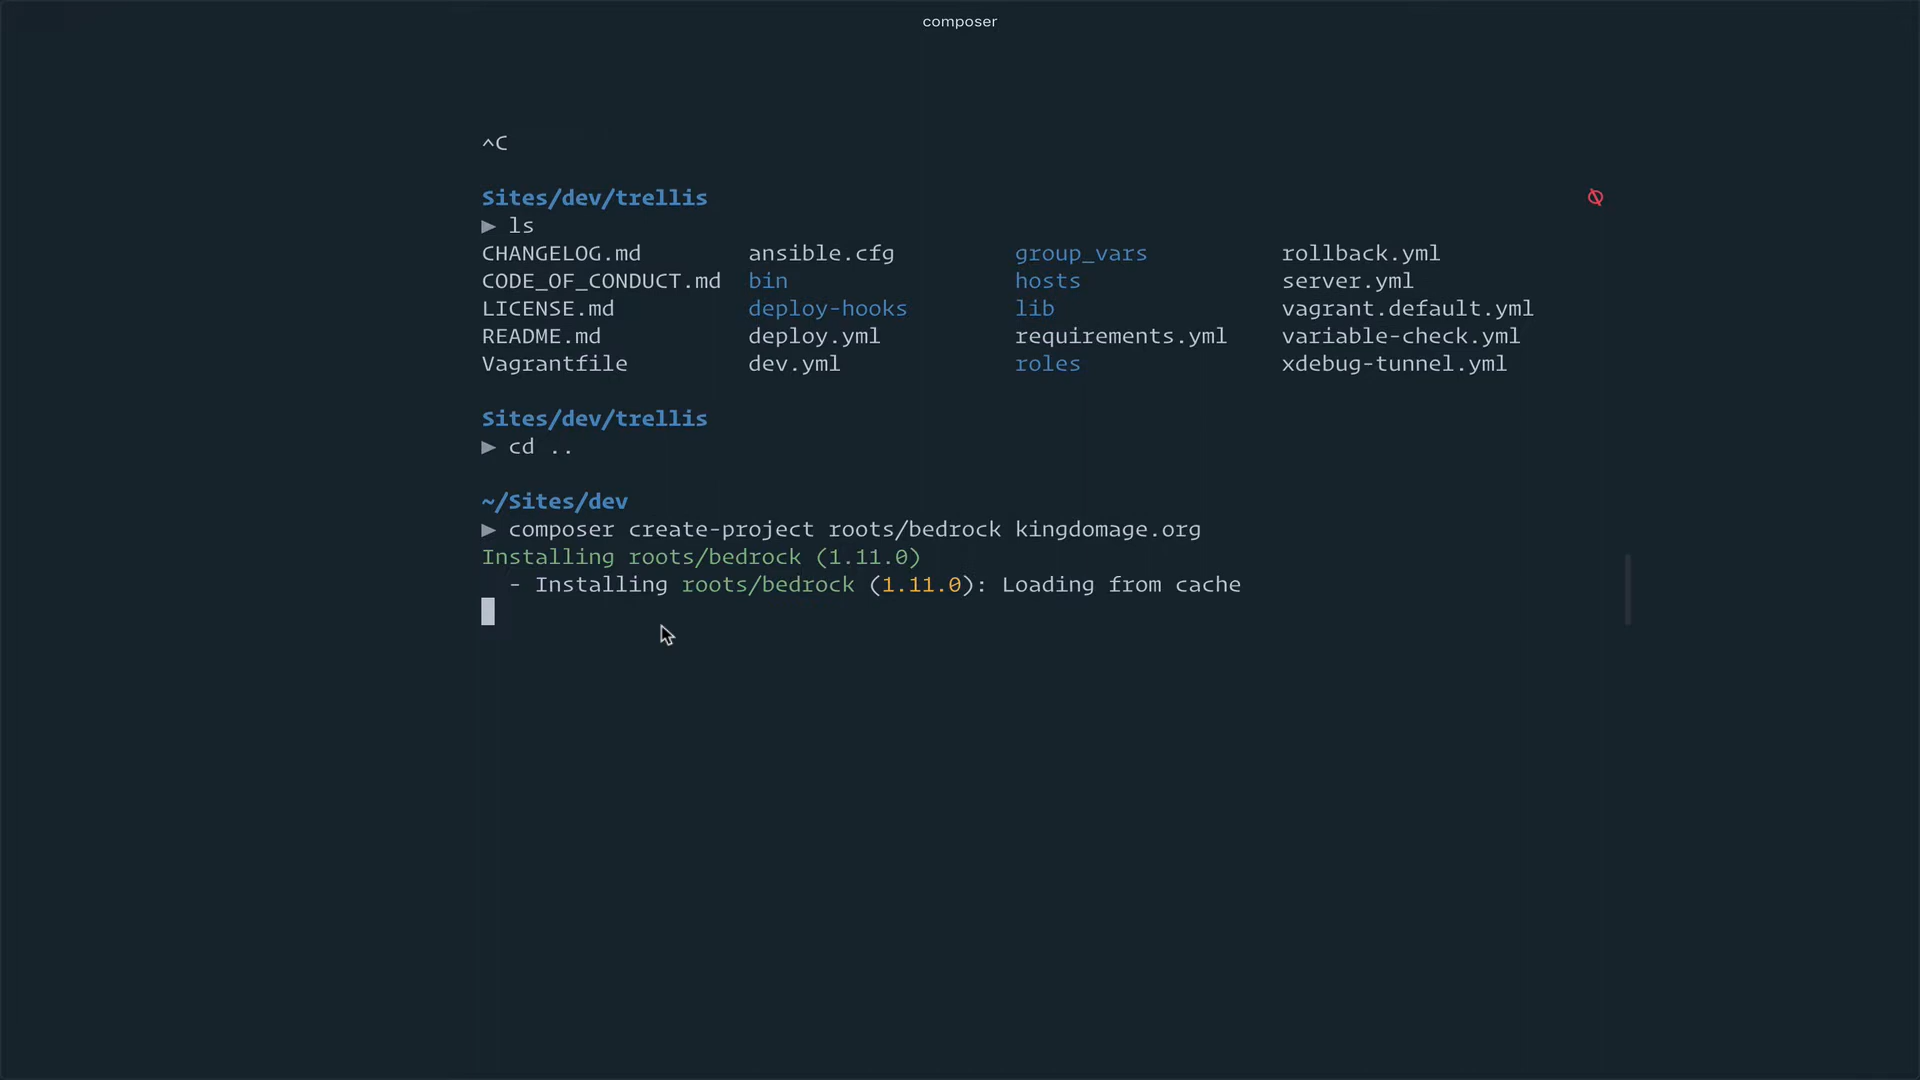 composer
^C
Sites/dev/trellis
▶ ls
CHANGELOG.md ansible.cfg group_vars rollback.yml
CODE_OF_CONDUCT.md bin hosts server.yml
LICENSE.md deploy-hooks lib vagrant.default.yml
README.md deploy.yml requirements.yml variable-check.yml
Vagrantfile dev.yml roles xdebug-tunnel.yml
Sites/dev/trellis
▶ cd ..
~/Sites/dev
▶ composer create-project roots/bedrock kingdomage.org
Installing roots/bedrock (1.11.0)
- Installing roots/bedrock (1.11.0): Loading from cache